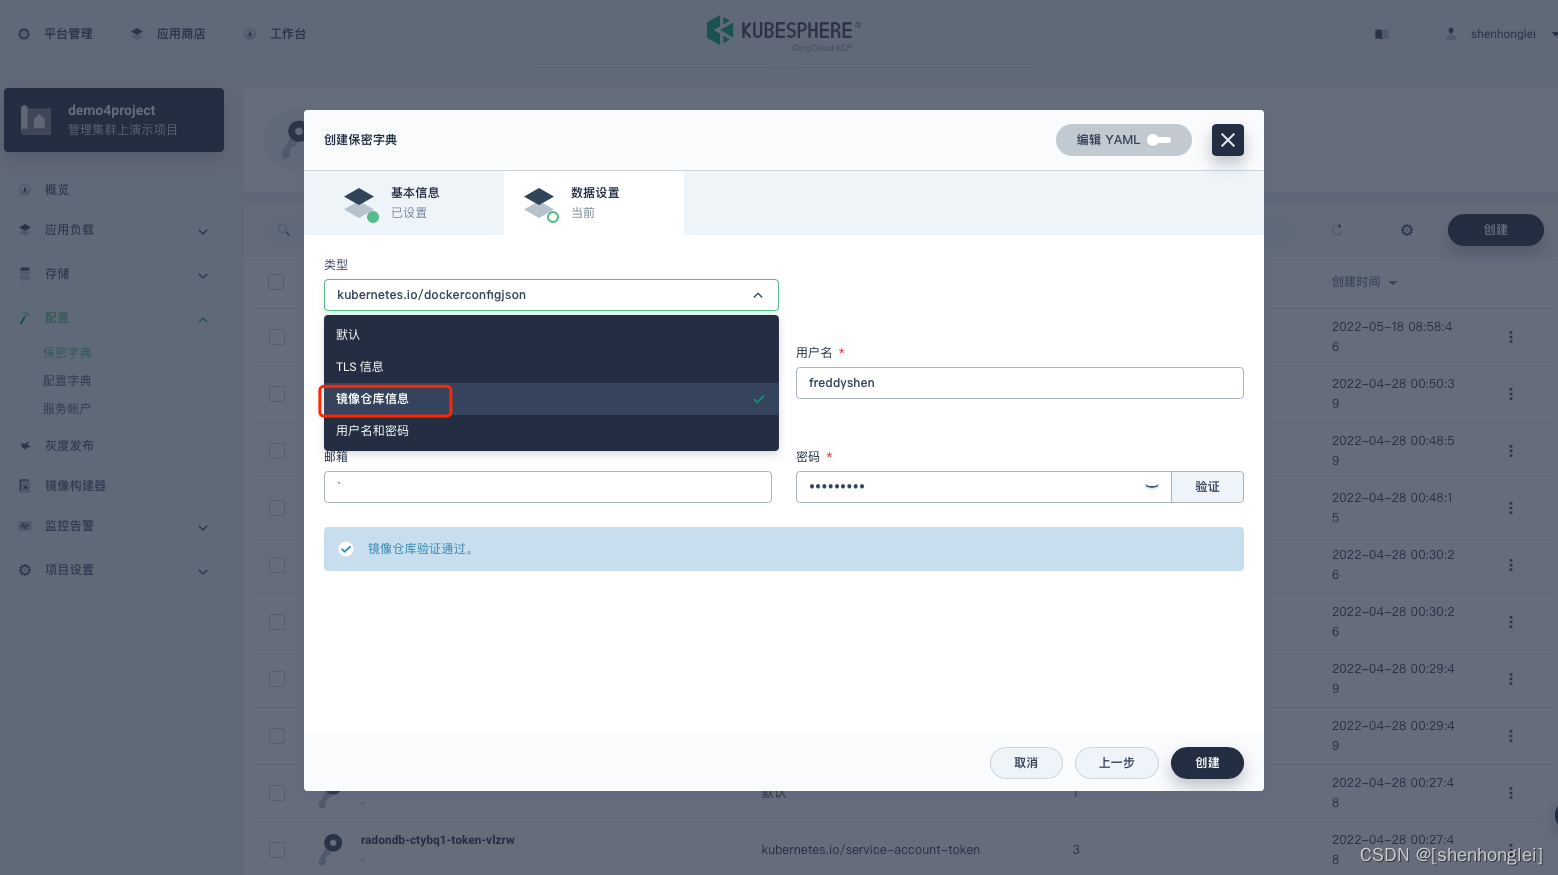 平台管理
应用商店
工作台
KUBESPHERE®
QingCloud KCP
shenhonglei
demo4project
管理集群上演示项目
概览
应用负载
存储
配置
保密字典
配置字典
服务帐户
灰度发布
镜像构建器
监控告警
项目设置
创建
创建时间
创建保密字典
编辑 YAML
基本信息
已设置
数据设置
当前
类型
kubernetes.io/dockerconfigjson
默认
TLS 信息
镜像仓库信息
用户名和密码
用户名 *
freddyshen
邮箱
`
密码 *
•••••••••
验证
镜像仓库验证通过。
取消
上一步
创建
2022-05-18 08:58:4
6
2022-04-28 00:50:3
9
2022-04-28 00:48:5
9
2022-04-28 00:48:1
5
2022-04-28 00:30:2
6
2022-04-28 00:30:2
6
2022-04-28 00:29:4
9
2022-04-28 00:29:4
9
-
默认
1
2022-04-28 00:27:4
8
radondb-ctybq1-token-vlzrw
-
kubernetes.io/service-account-token
3
2022-04-28 00:27:4
8
CSDN @[shenhonglei]